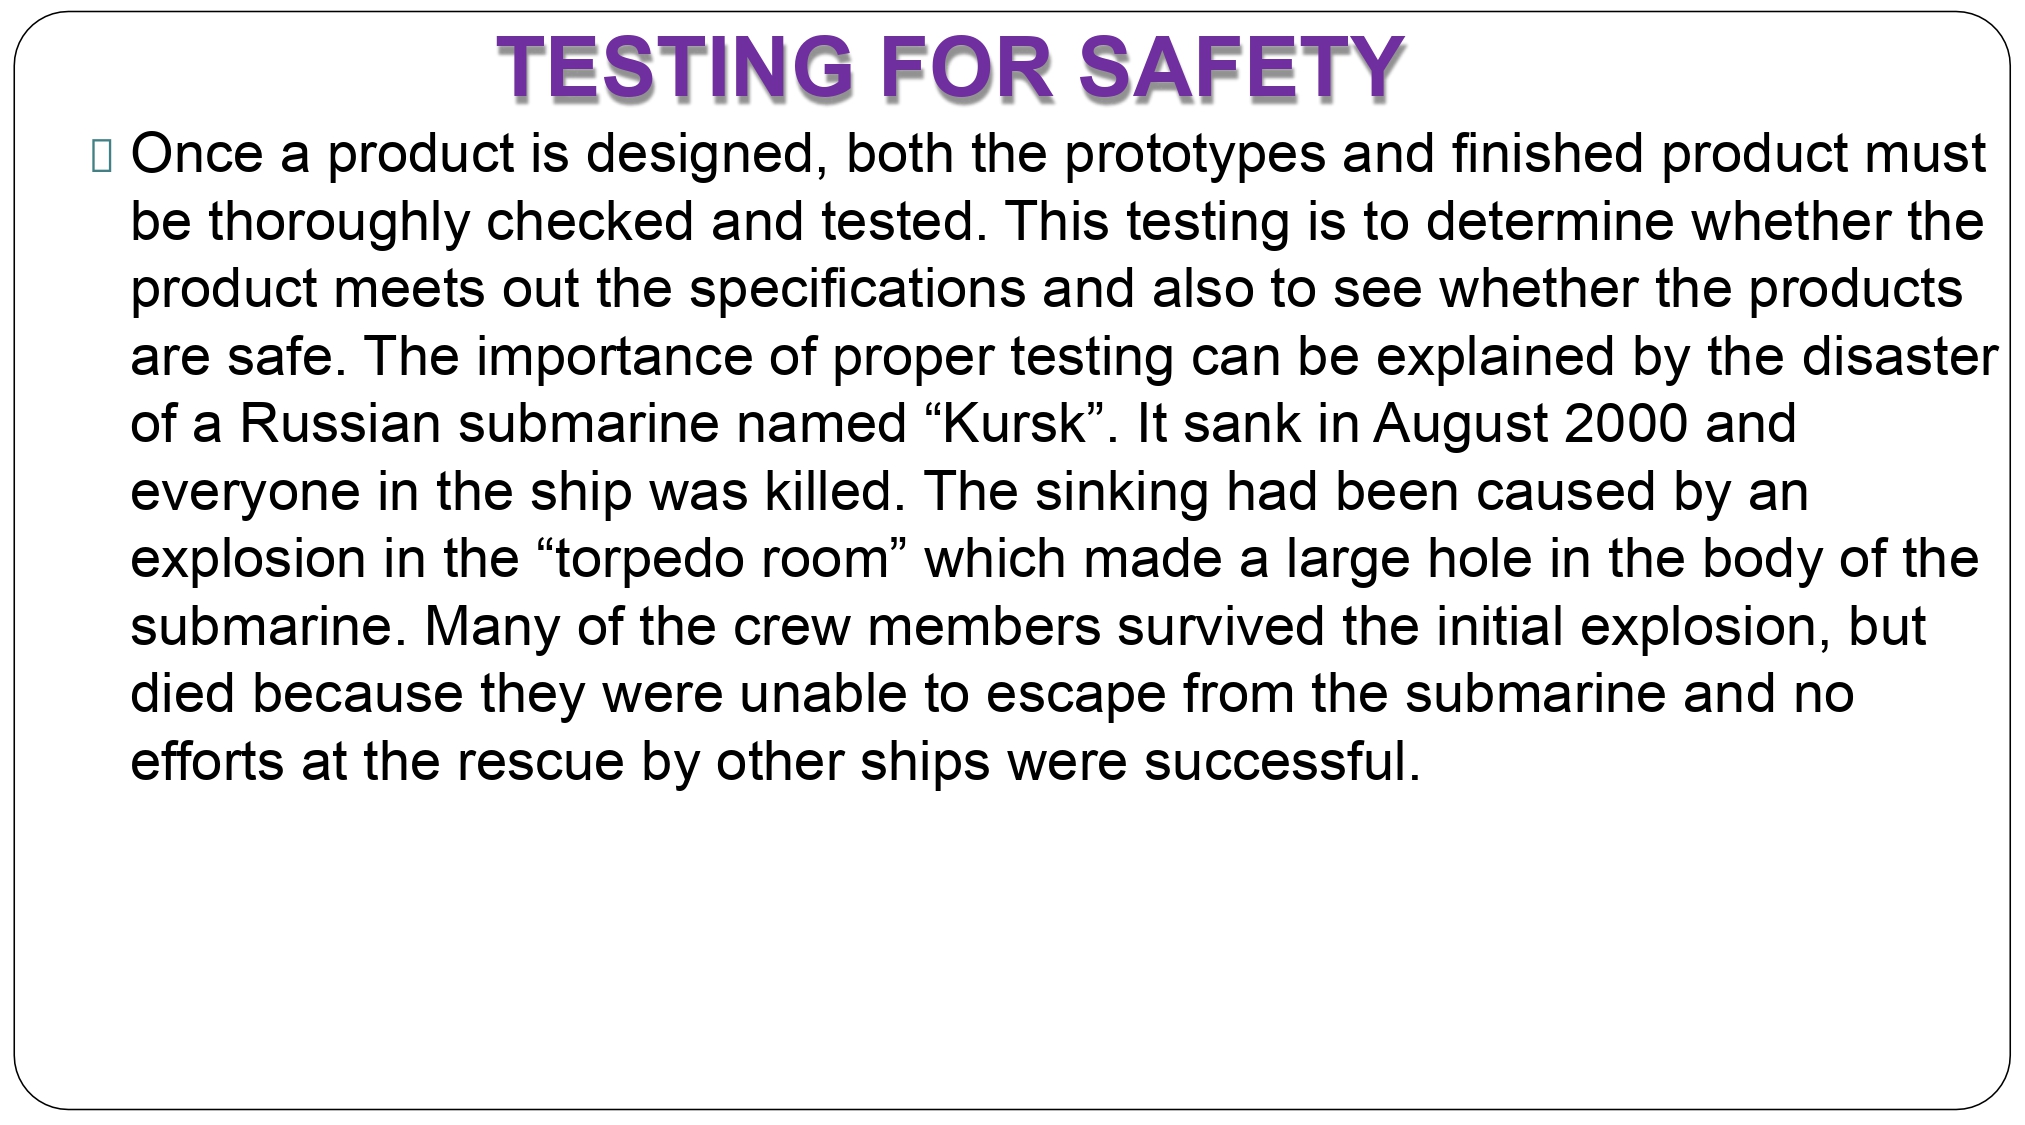 TESTING FOR SAFETY
Once a product is designed, both the prototypes and finished product must
be thoroughly checked and tested. This testing is to determine whether the
product meets out the specifications and also to see whether the products
are safe. The importance of proper testing can be explained by the disaster
of a Russian submarine named “Kursk”. It sank in August 2000 and
everyone in the ship was killed. The sinking had been caused by an
explosion in the “torpedo room” which made a large hole in the body of the
submarine. Many of the crew members survived the initial explosion, but
died because they were unable to escape from the submarine and no
efforts at the rescue by other ships were successful.